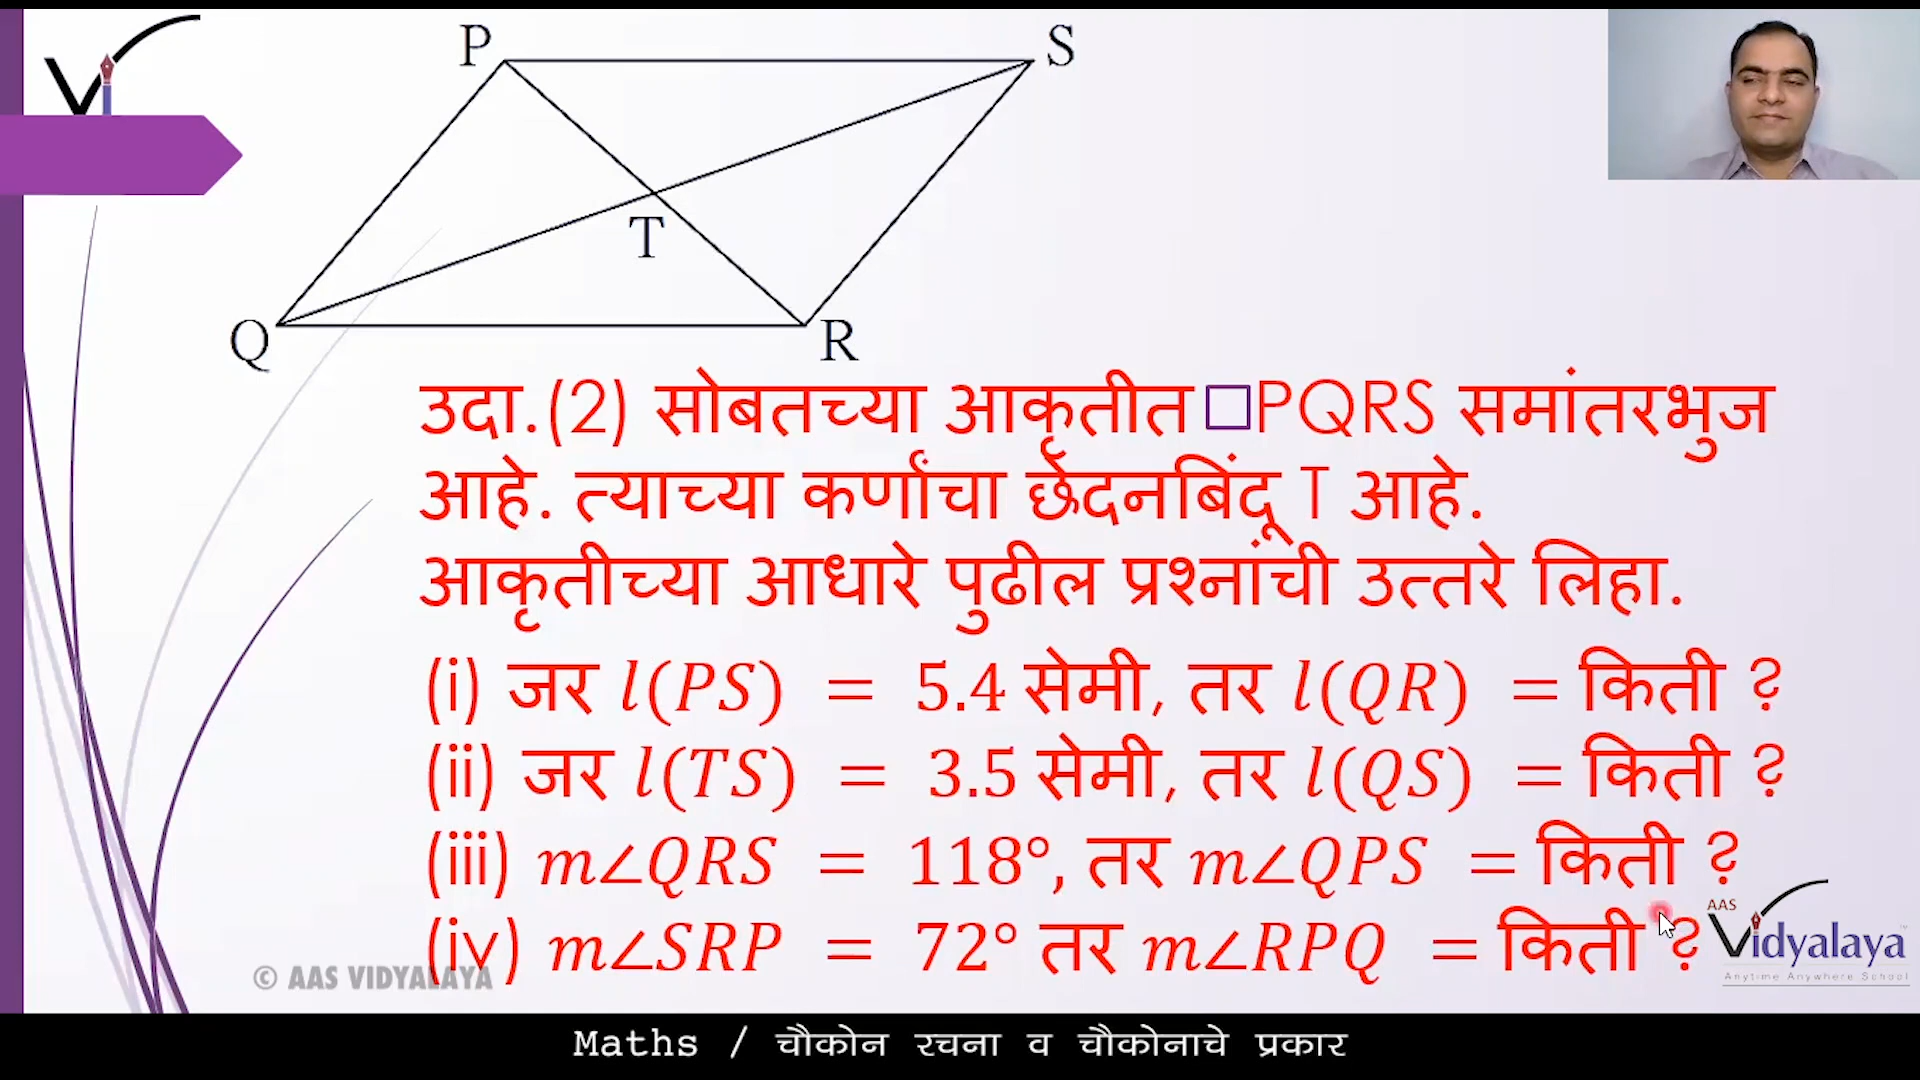 Vi
P
S
T
Q
R
उदा.(2) सोबतच्या आकृतीत □PQRS समांतरभुज
आहे. त्याच्या कर्णांचा छेदनबिंदू T आहे.
आकृतीच्या आधारे पुढील प्रश्नांची उत्तरे लिहा.
(i) जर l(PS) = 5.4 सेमी, तर l(QR) = किती ?
(ii) जर l(TS) = 3.5 सेमी, तर l(QS) = किती ?
(iii) m∠QRS = 118°, तर m∠QPS = किती ?
(iv) m∠SRP = 72° तर m∠RPQ = किती ?
© AAS VIDYALAYA
AAS
Vidyalaya
Anytime Anywhere School
Maths / चौकोन रचना व चौकोनाचे प्रकार